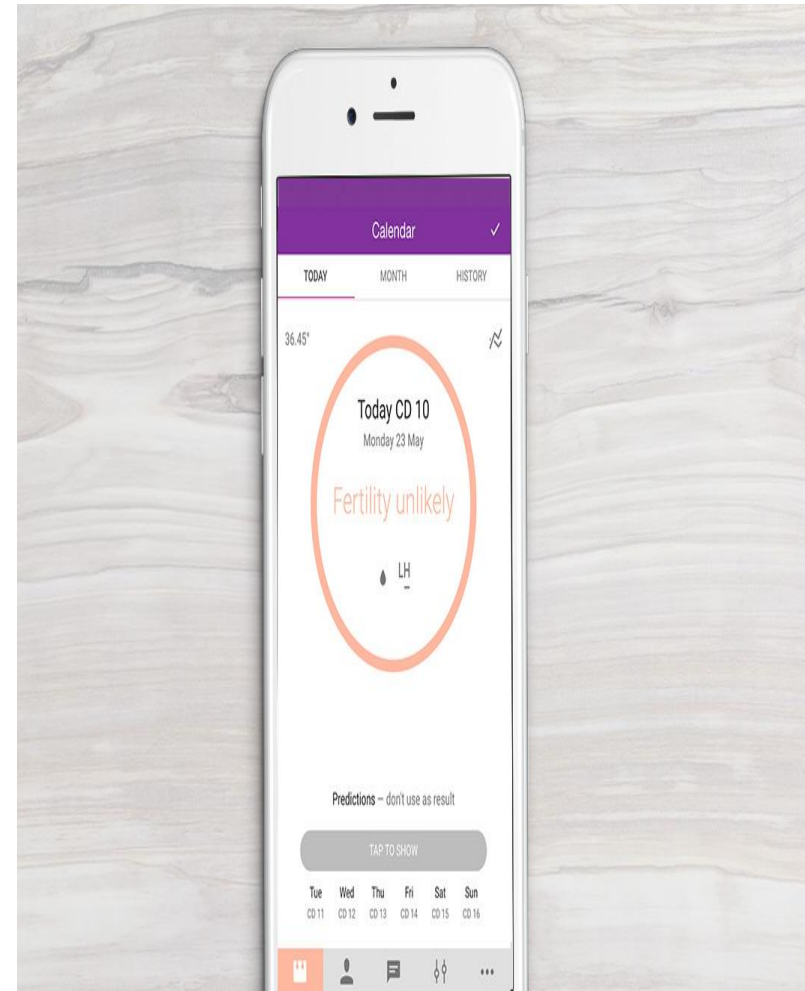 Calendar
TODAY MONTH HISTORY
36.45°
Today CD 10
Monday 23 May
Fertility unlikely
LH
Predictions – don't use as result
TAP TO SHOW
Tue Wed Thu Fri Sat Sun
CD 11 CD 12 CD 13 CD 14 CD 15 CD 16